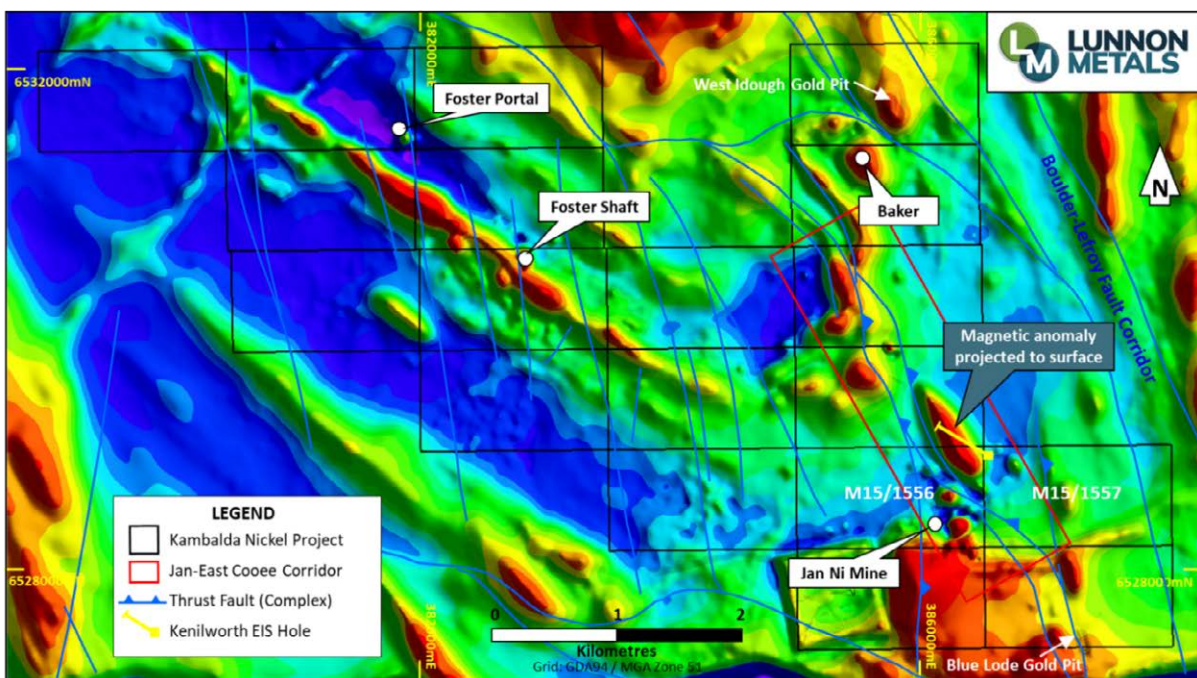 LUNNON
METALS
LM
382000mE
6532000mN
West Idough Gold Pit
Foster Portal
N
Foster Shaft
Baker
Boulder-Lefroy Fault Corridor
Magnetic anomaly
projected to surface
M15/1556
M15/1557
LEGEND
Kambalda Nickel Project
Jan-East Cooee Corridor
Thrust Fault (Complex)
Kenilworth EIS Hole
6528000mN
Jan Ni Mine
6528000mN
0 1 2
Kilometres
Grid: GDA94 / MGA Zone 51
382000mE
386000mE
Blue Lode Gold Pit